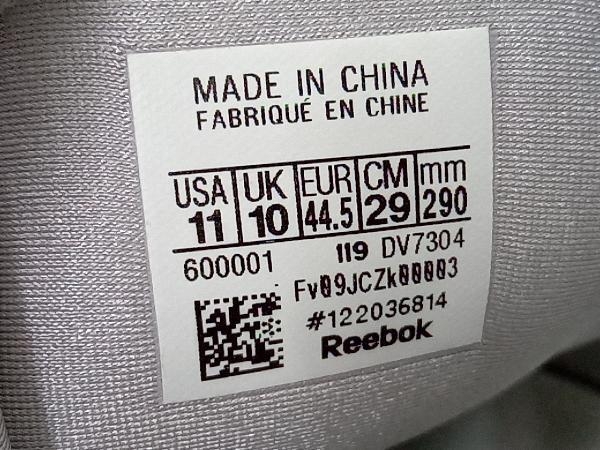 MADE IN CHINA
FABRIQUÉ EN CHINE
USA UK EUR CM mm
11 10 44.5 29 290
600001 119 DV7304
Fv09JCZk00003
#122036814
Reebok